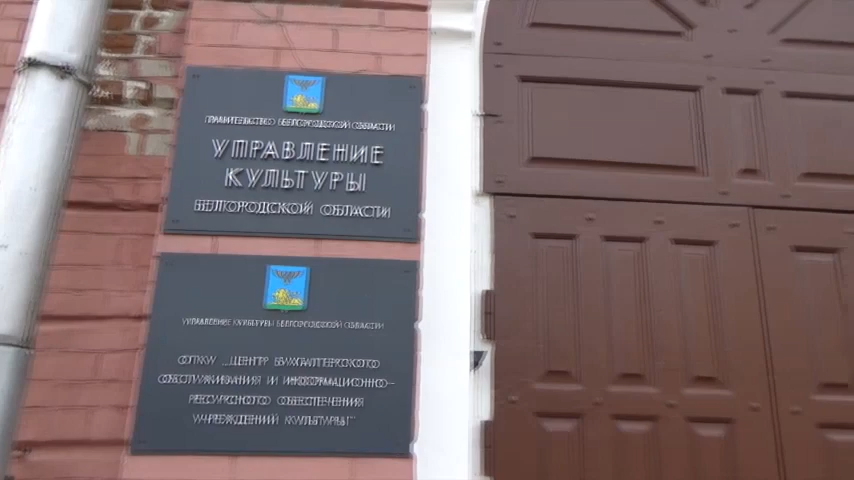 ПРАВИТЕЛЬСТВО БЕЛГОРОДСКОЙ ОБЛАСТИ
УПРАВЛЕНИЕ
КУЛЬТУРЫ
БЕЛГОРОДСКОЙ ОБЛАСТИ
УПРАВЛЕНИЕ КУЛЬТУРЫ БЕЛГОРОДСКОЙ ОБЛАСТИ
ОГКУ „ЦЕНТР БУХГАЛТЕРСКОГО
ОБСЛУЖИВАНИЯ И ИНФОРМАЦИОННО-
РЕСУРСНОГО ОБЕСПЕЧЕНИЯ
УЧРЕЖДЕНИЙ КУЛЬТУРЫ"